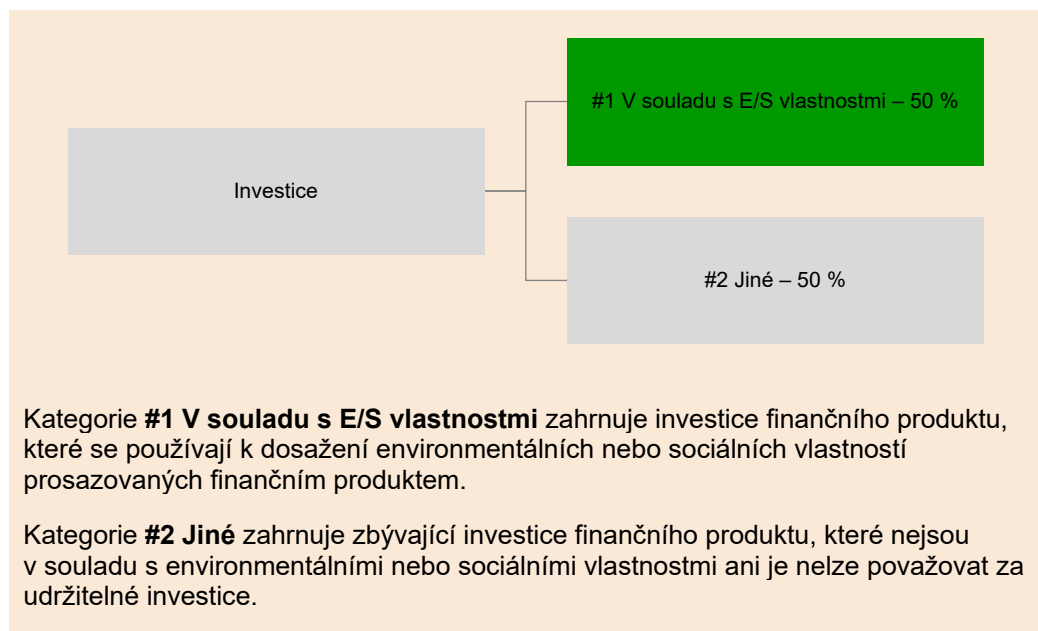 #1 V souladu s E/S vlastnostmi – 50 %
Investice
#2 Jiné – 50 %
Kategorie #1 V souladu s E/S vlastnostmi zahrnuje investice finančního produktu,
které se používají k dosažení environmentálních nebo sociálních vlastností
prosazovaných finančním produktem.
Kategorie #2 Jiné zahrnuje zbývající investice finančního produktu, které nejsou
v souladu s environmentálními nebo sociálními vlastnostmi ani je nelze považovat za
udržitelné investice.